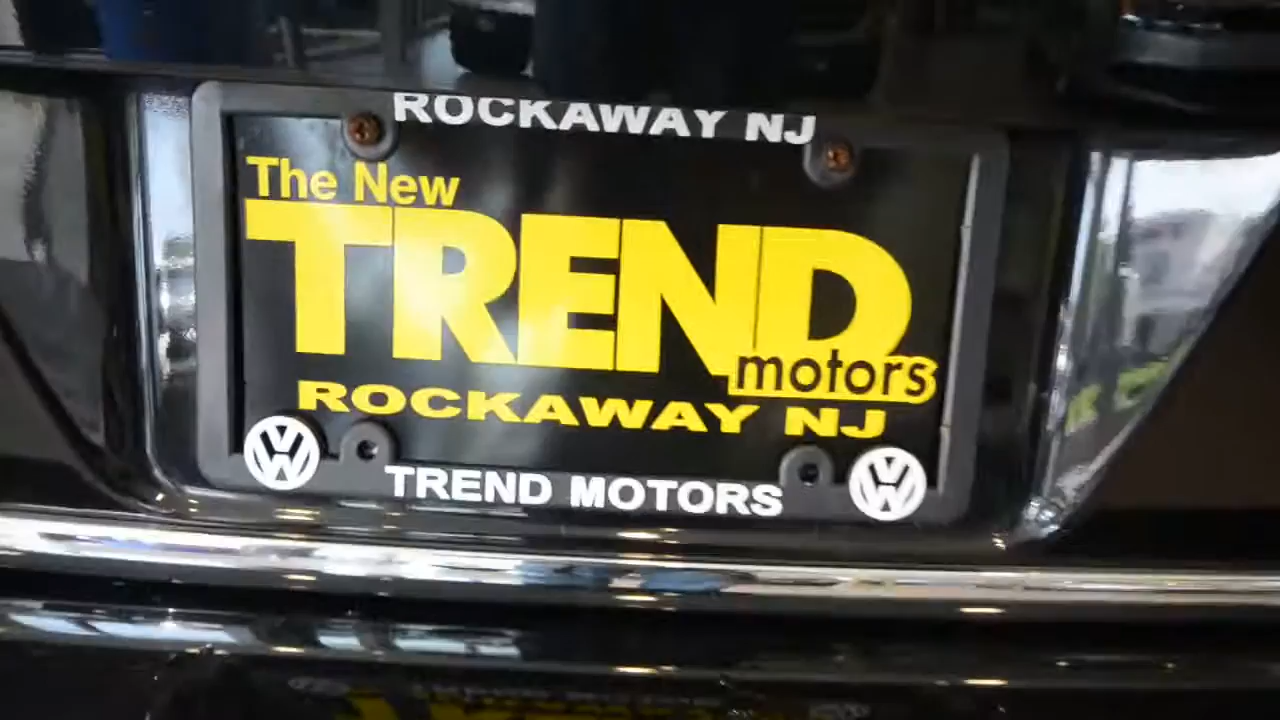 ROCKAWAY NJ
The New
TREND
motors
ROCKAWAY NJ
TREND MOTORS